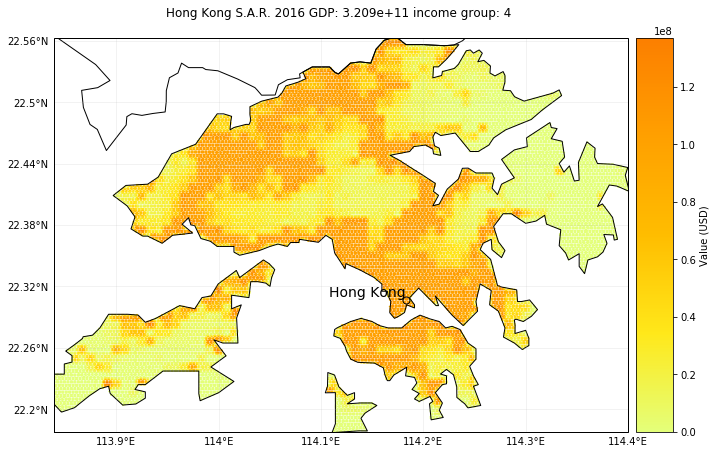 Hong Kong S.A.R. 2016 GDP: 3.209e+11 income group: 4
1e8
22.56°N
22.5°N
22.44°N
22.38°N
22.32°N
22.26°N
22.2°N
Hong Kong
113.9°E
114°E
114.1°E
114.2°E
114.3°E
114.4°E
1.2
1.0
0.8
0.6
0.4
0.2
0.0
Value (USD)